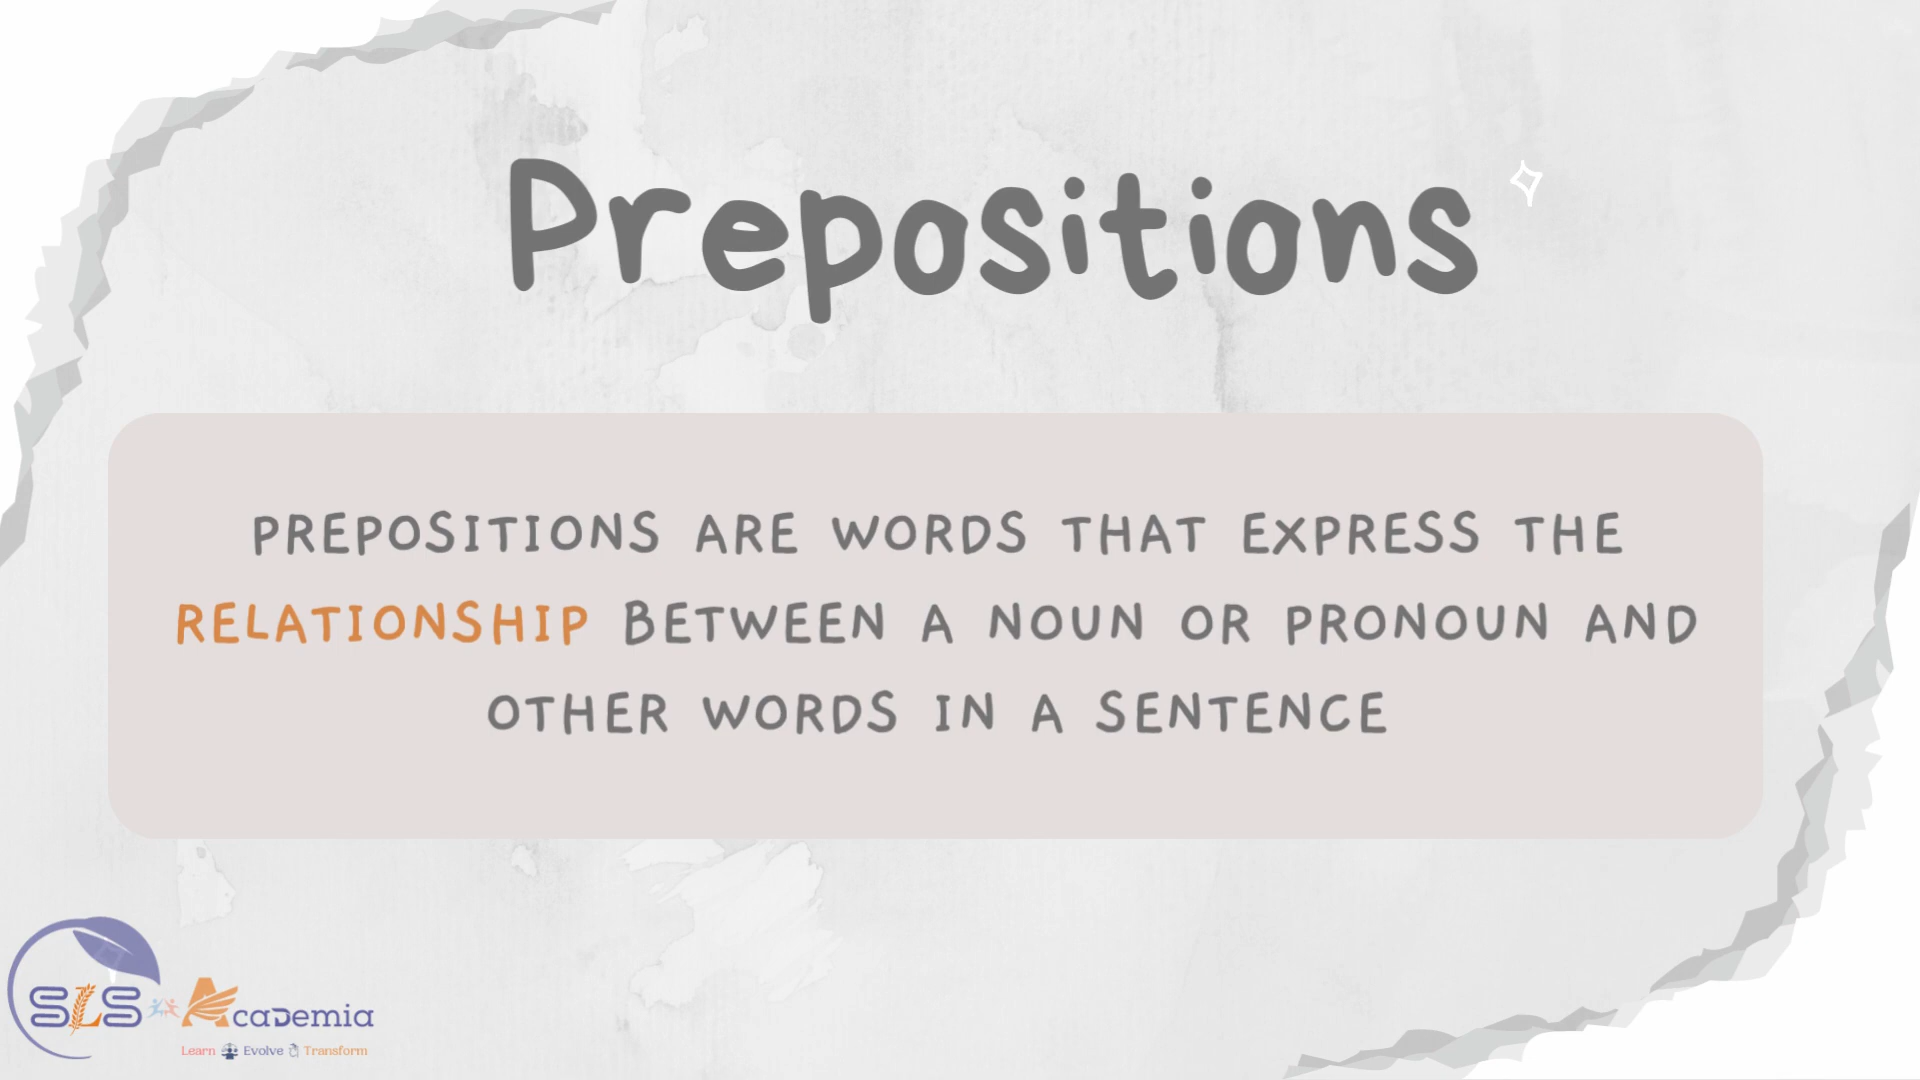 Prepositions
PREPOSITIONS ARE WORDS THAT EXPRESS THE
RELATIONSHIP BETWEEN A NOUN OR PRONOUN AND
OTHER WORDS IN A SENTENCE
SLS AcaDemia
Learn Evolve Transform